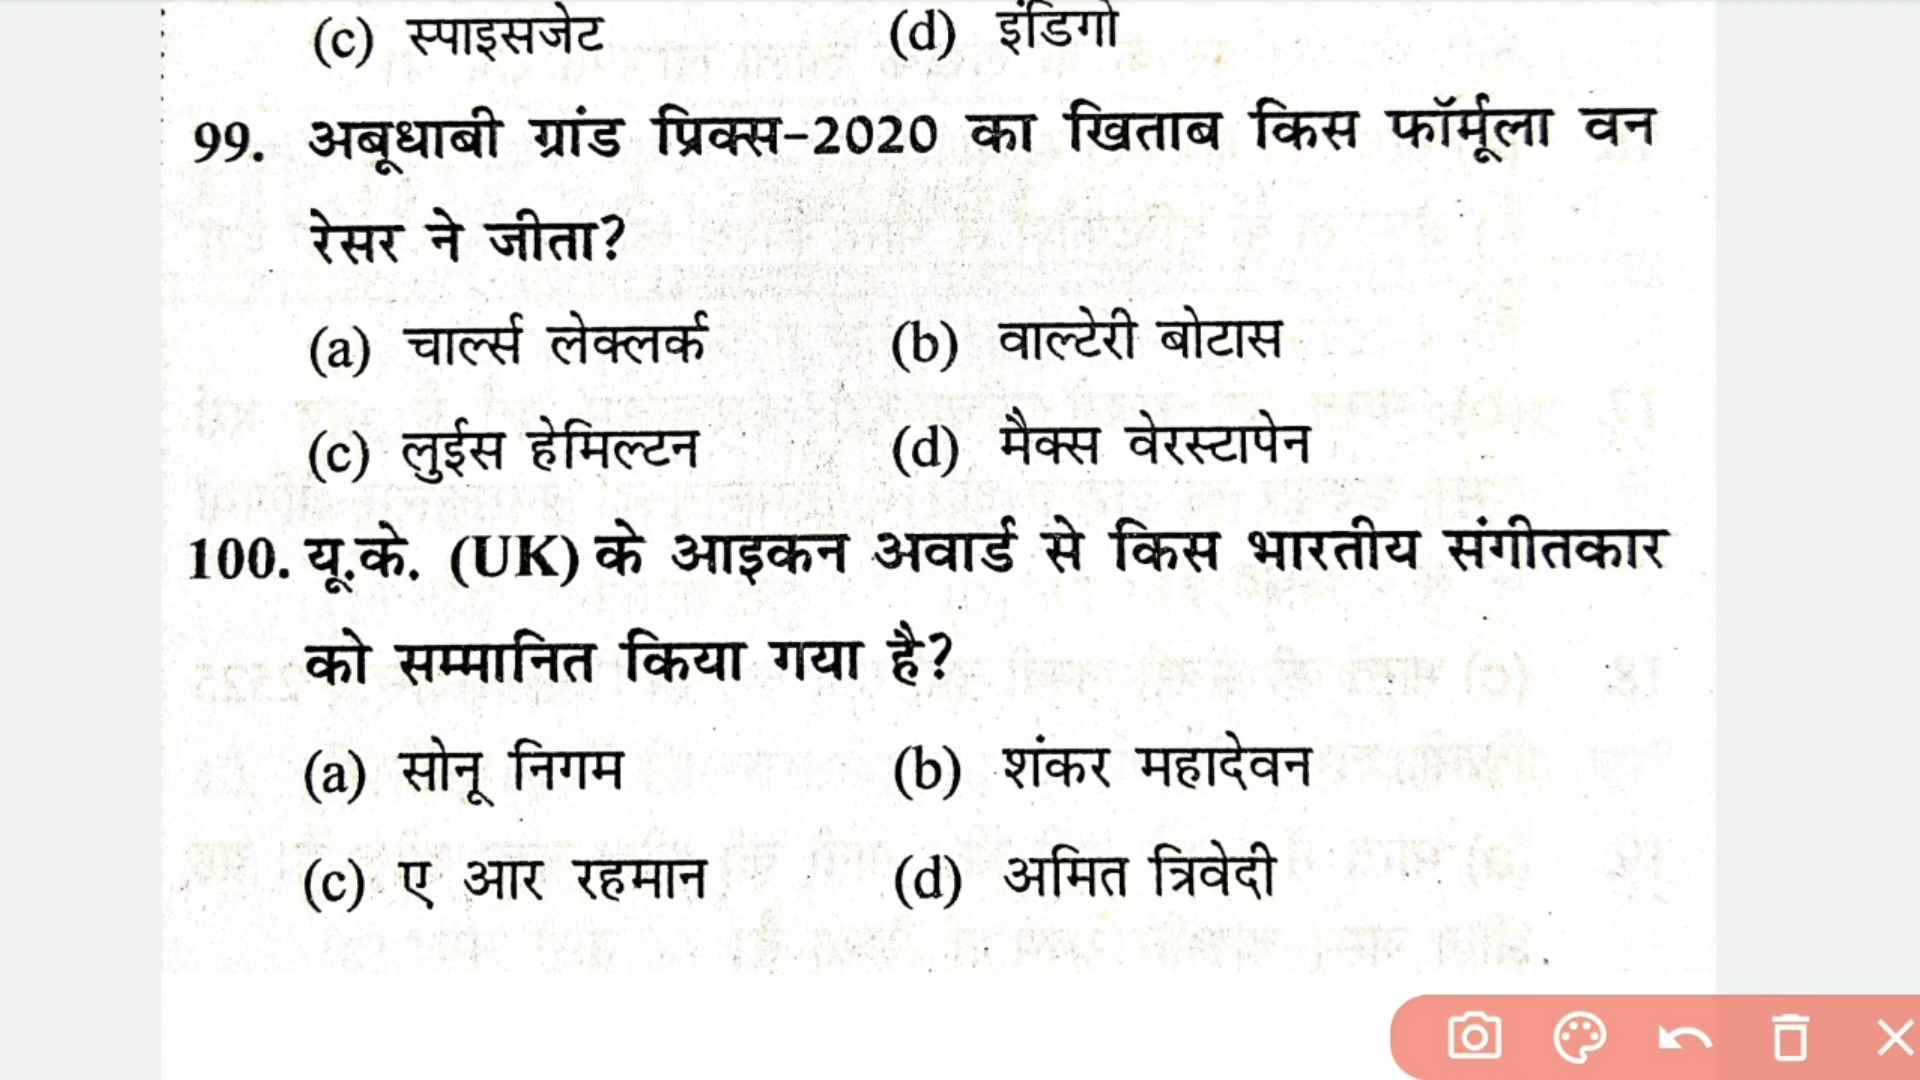 (c) स्पाइसजेट (d) इंडिगो
99. अबूधाबी ग्रांड प्रिक्स-2020 का खिताब किस फॉर्मूला वन
रेसर ने जीता?
(a) चार्ल्स लेक्लर्क (b) वाल्टेरी बोटास
(c) लुईस हेमिल्टन (d) मैक्स वेरस्टापेन
100. यू.के. (UK) के आइकन अवार्ड से किस भारतीय संगीतकार
को सम्मानित किया गया है?
(a) सोनू निगम (b) शंकर महादेवन
(c) ए आर रहमान (d) अमित त्रिवेदी